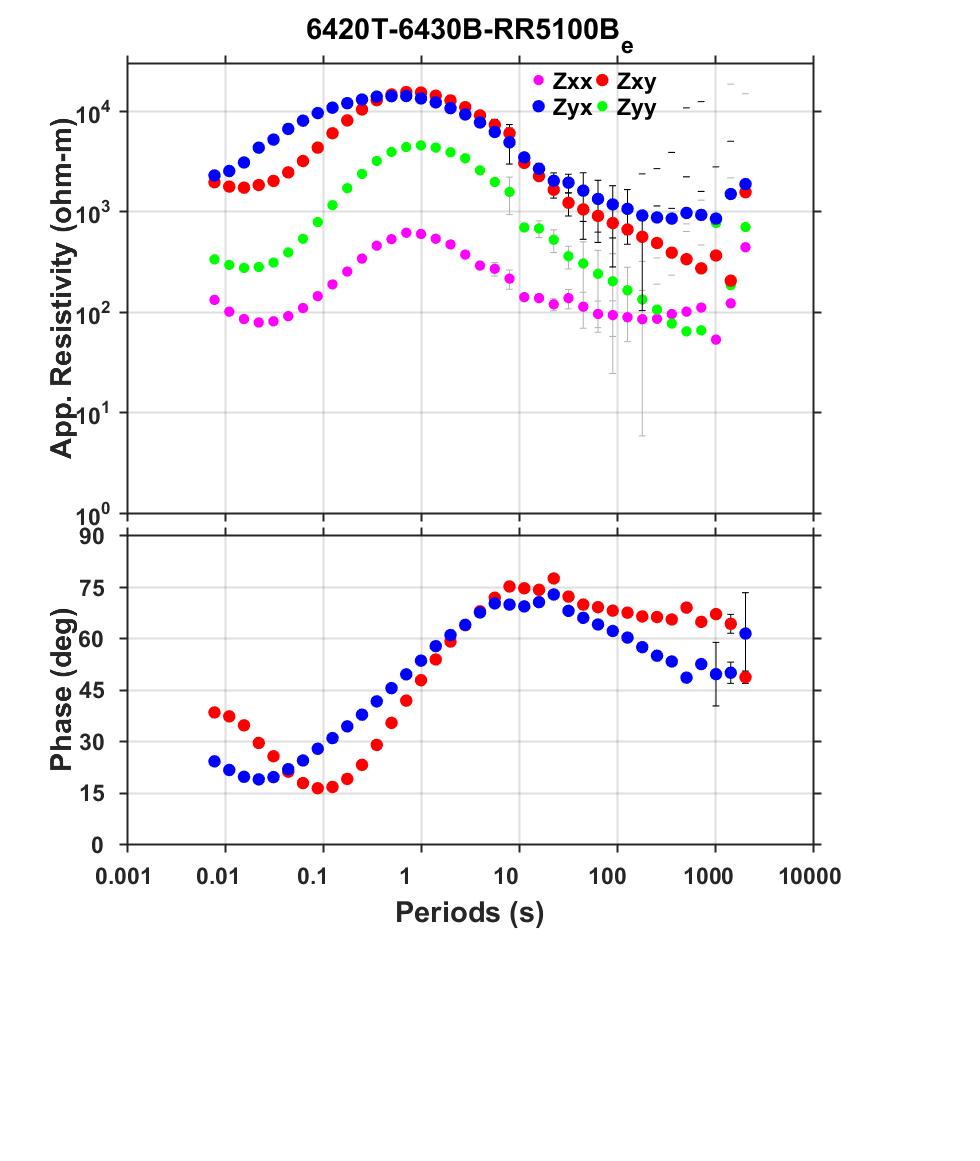 6420T-6430B-RR5100Be
Zxx Zxy
Zyx Zyy
App. Resistivity (ohm-m)
10^4
10^3
10^2
10^1
10^0
Phase (deg)
90
75
60
45
30
15
0
0.001 0.01 0.1 1 10 100 1000 10000
Periods (s)